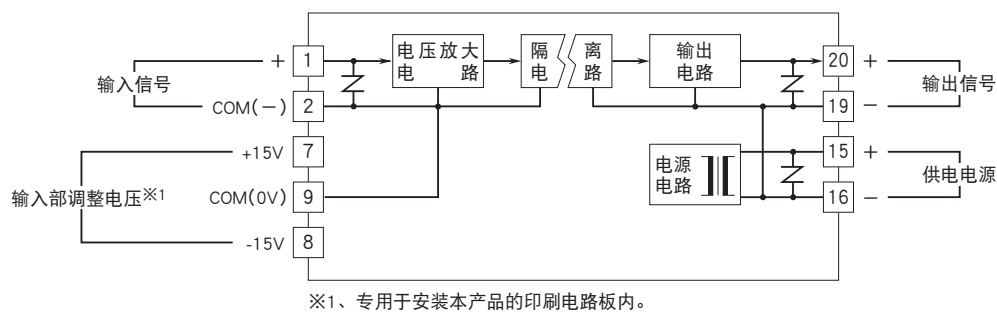 输入信号
+ 1
COM(－) 2
+15V 7
输入部调整电压※1
COM(0V) 9
-15V 8
电压放大
电路
隔离
电路
输出
电路
电源
电路
20 +
输出信号
19 －
15 +
供电电源
16 －
※1、专用于安装本产品的印刷电路板内。